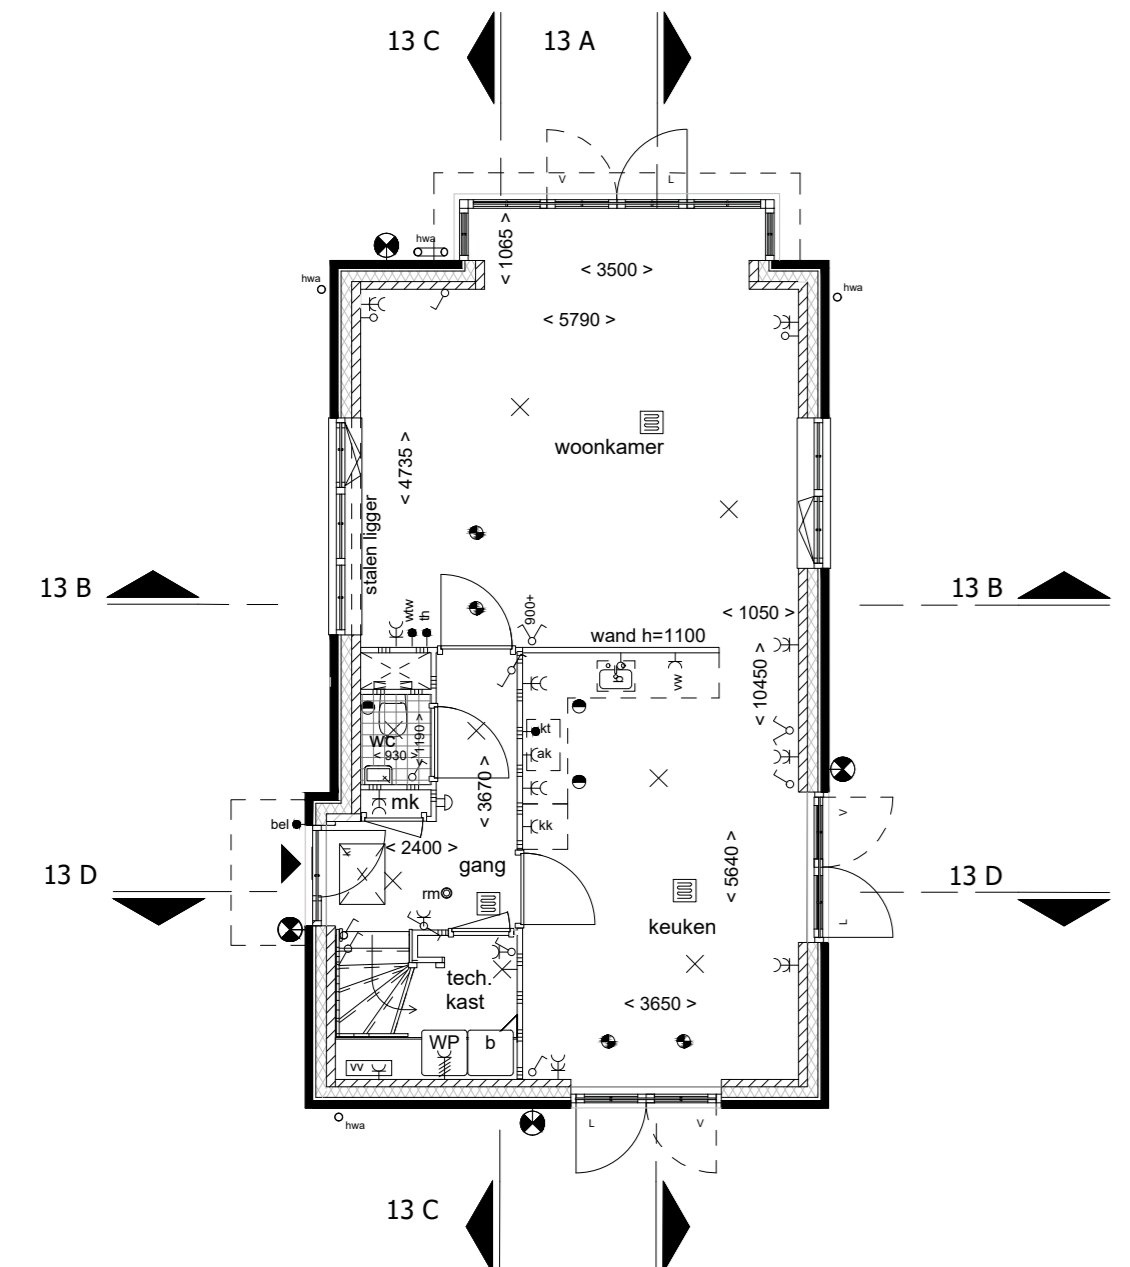 13 C
13 A
V
L
hwa
< 1065 >
< 3500 >
hwa
hwa
< 5790 >
woonkamer
< 4735 >
stalen ligger
13 B
13 B
wtw
th
900+
< 1050 >
wand h=1100
vw
< 10450 >
kt
WC
< 1190 >
< 930 >
ak
< 3670 >
mk
kk
bel
V
< 2400 >
gang
< 5640 >
13 D
13 D
rm
keuken
L
tech.
kast
< 3650 >
WP
b
vv
hwa
L
V
13 C